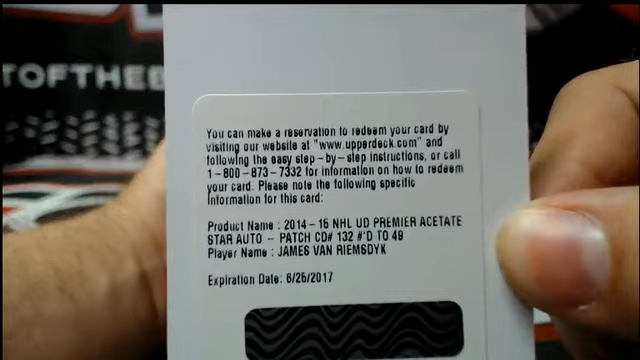 TOFTHEB
You can make a reservation to redeem your card by
visiting our website at "www.upperdeck.com" and
following the easy step-by-step instructions, or call
1-800-873-7332 for information on how to redeem
your card. Please note the following specific
information for this card:
Product Name : 2014-15 NHL UD PREMIER ACETATE
STAR AUTO - PATCH CD# 132 #'D TO 49
Player Name : JAMES VAN RIEMSDYK
Expiration Date: 6/26/2017